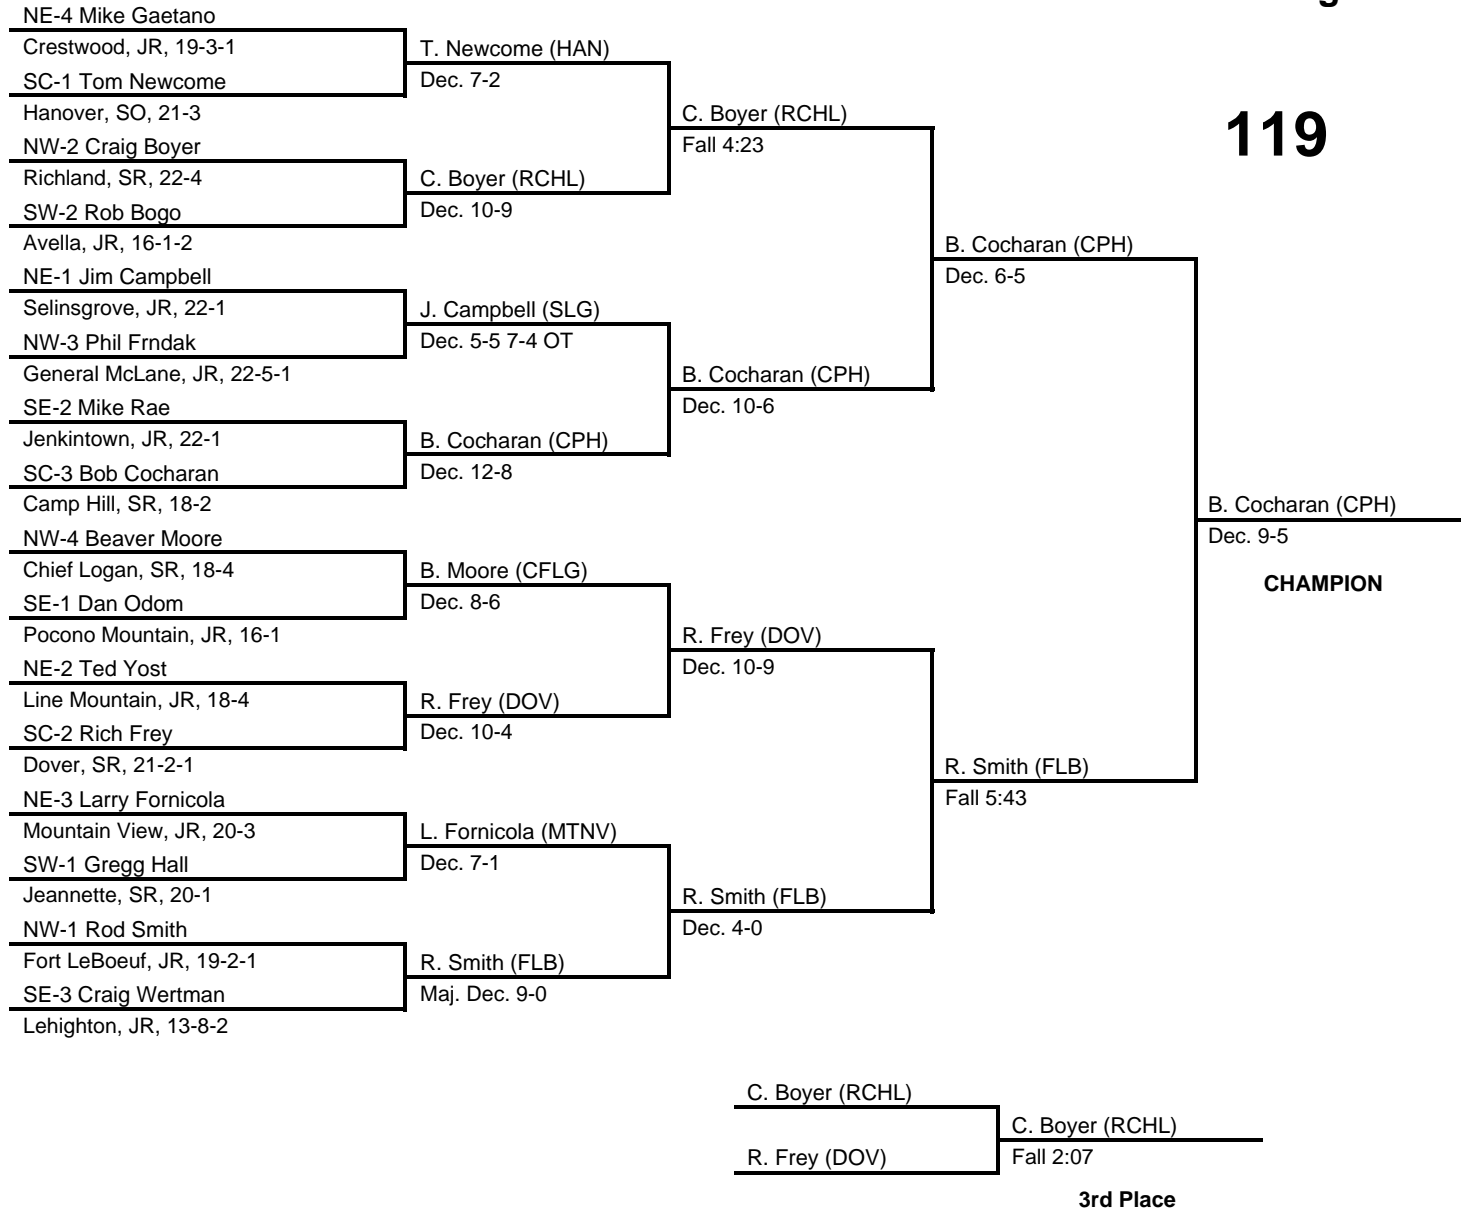 NE-4 Mike Gaetano
Crestwood, JR, 19-3-1
SC-1 Tom Newcome
Hanover, SO, 21-3
NW-2 Craig Boyer
Richland, SR, 22-4
SW-2 Rob Bogo
Avella, JR, 16-1-2
NE-1 Jim Campbell
Selinsgrove, JR, 22-1
NW-3 Phil Frndak
General McLane, JR, 22-5-1
SE-2 Mike Rae
Jenkintown, JR, 22-1
SC-3 Bob Cocharan
Camp Hill, SR, 18-2
NW-4 Beaver Moore
Chief Logan, SR, 18-4
SE-1 Dan Odom
Pocono Mountain, JR, 16-1
NE-2 Ted Yost
Line Mountain, JR, 18-4
SC-2 Rich Frey
Dover, SR, 21-2-1
NE-3 Larry Fornicola
Mountain View, JR, 20-3
SW-1 Gregg Hall
Jeannette, SR, 20-1
NW-1 Rod Smith
Fort LeBoeuf, JR, 19-2-1
SE-3 Craig Wertman
Lehighton, JR, 13-8-2
T. Newcome (HAN)
Dec. 7-2
C. Boyer (RCHL)
Dec. 10-9
J. Campbell (SLG)
Dec. 5-5 7-4 OT
B. Cocharan (CPH)
Dec. 12-8
B. Moore (CFLG)
Dec. 8-6
R. Frey (DOV)
Dec. 10-4
L. Fornicola (MTNV)
Dec. 7-1
R. Smith (FLB)
Maj. Dec. 9-0
C. Boyer (RCHL)
Fall 4:23
B. Cocharan (CPH)
Dec. 10-6
R. Frey (DOV)
Dec. 10-9
R. Smith (FLB)
Dec. 4-0
B. Cocharan (CPH)
Dec. 6-5
R. Smith (FLB)
Fall 5:43
119
B. Cocharan (CPH)
Dec. 9-5
CHAMPION
C. Boyer (RCHL)
R. Frey (DOV)
C. Boyer (RCHL)
Fall 2:07
3rd Place